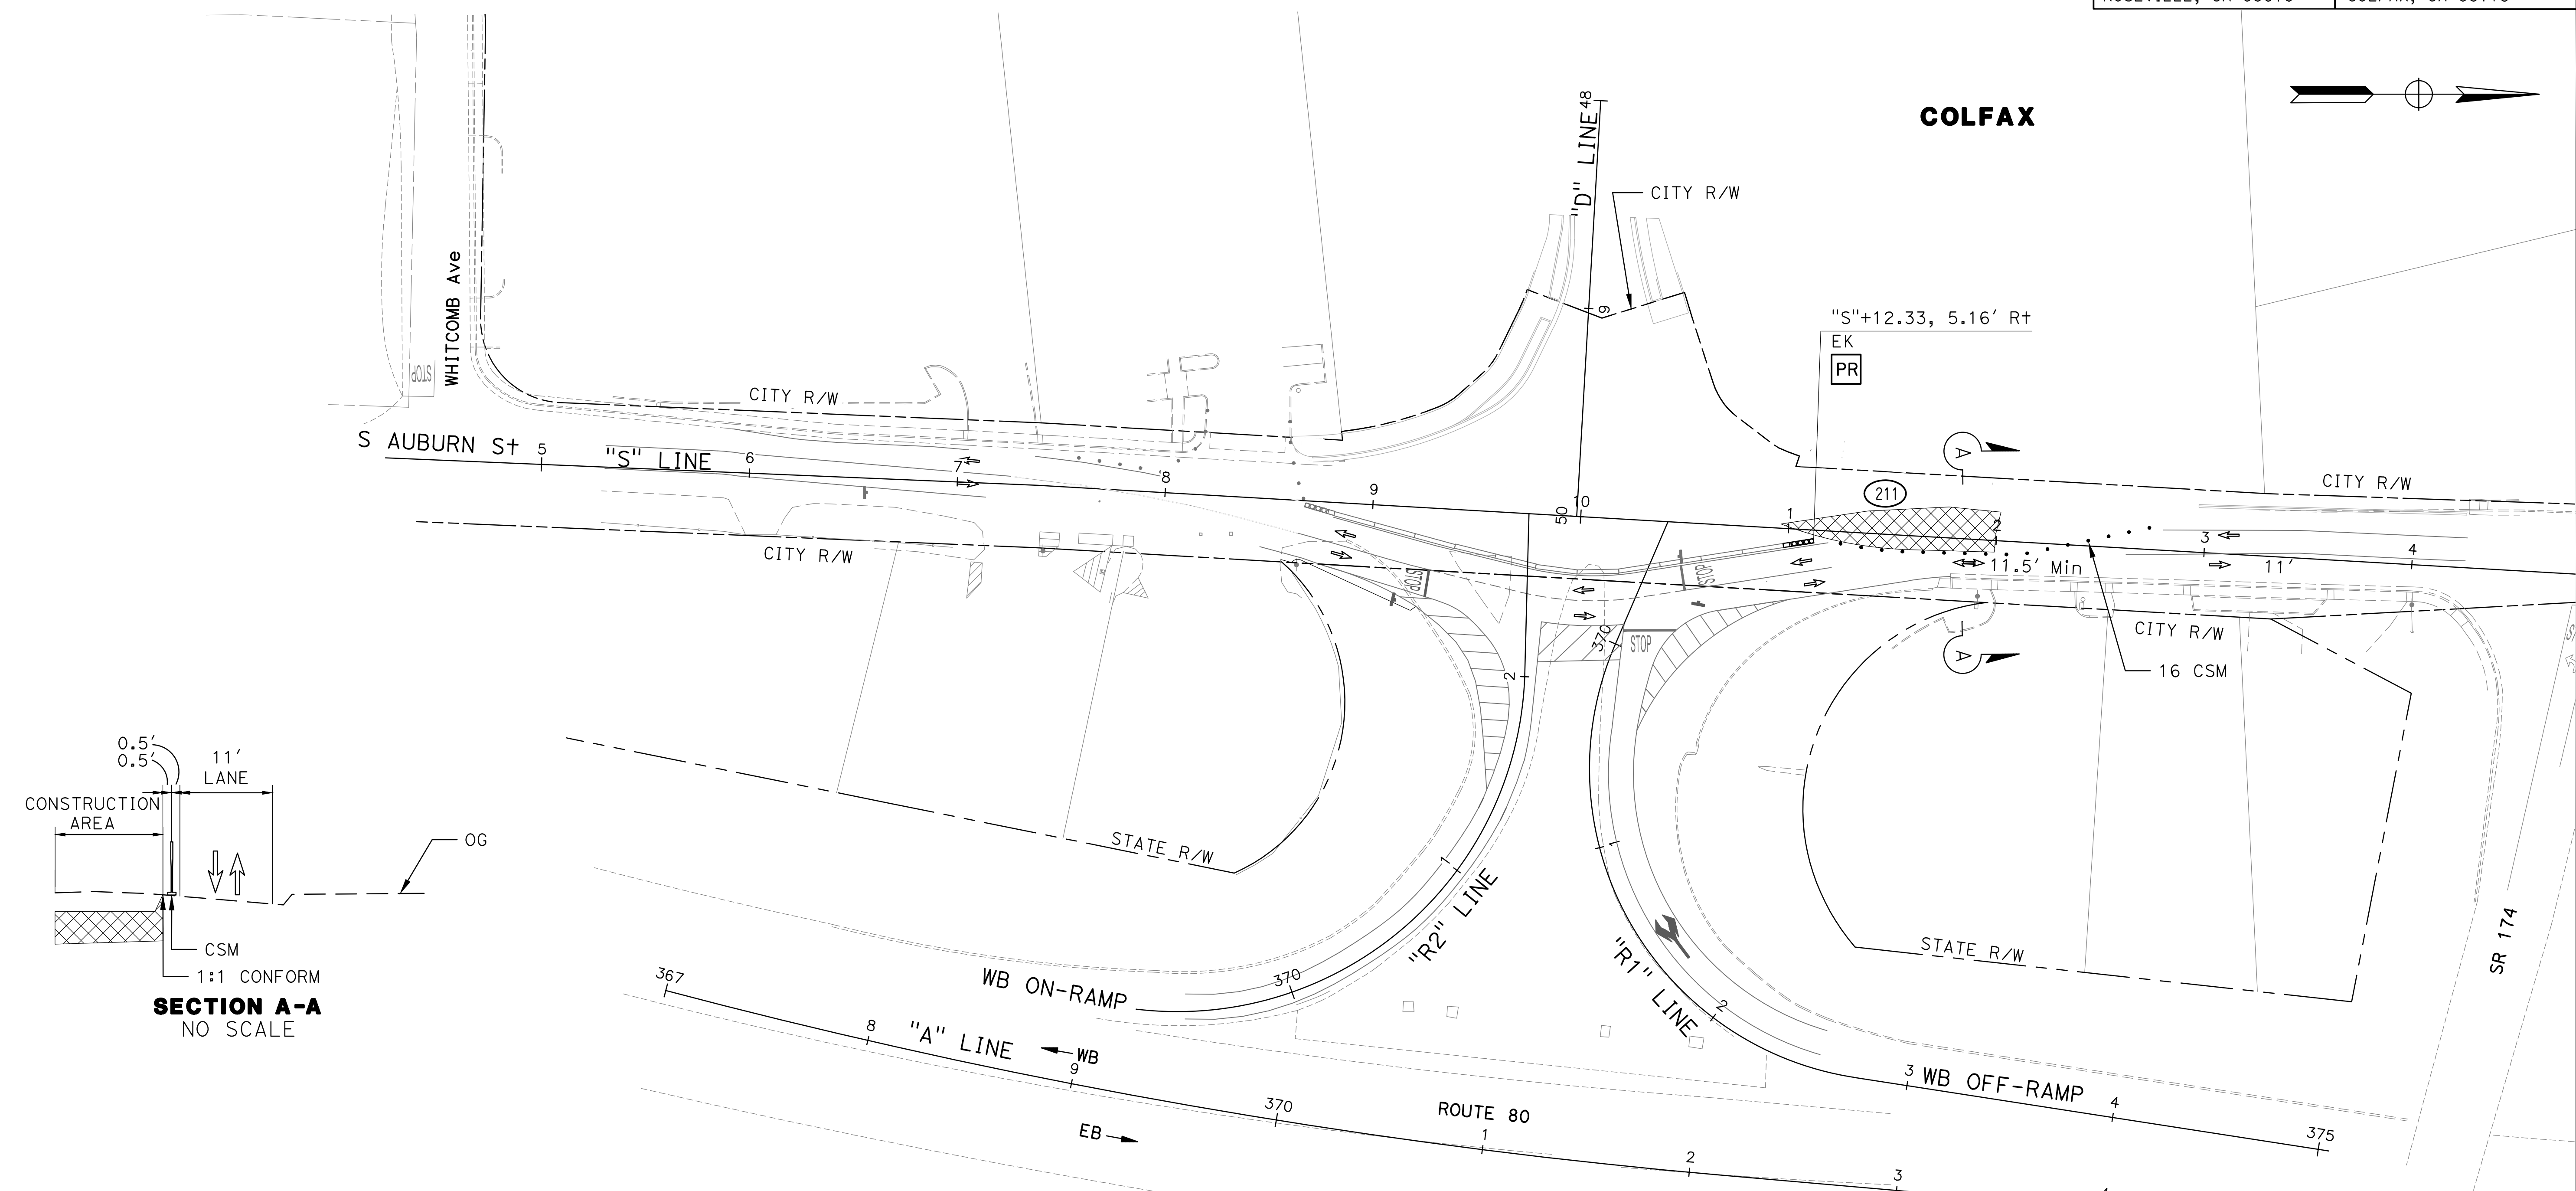 COLFAX
"D" LINE
48
CITY R/W
9
WHITCOMB Ave
STOP
"S"+12.33, 5.16' Rt
EK
PR
CITY R/W
S AUBURN St
5
"S" LINE
6
7
8
9
50
10
1
211
2
A
CITY R/W
3
4
CITY R/W
STOP
STOP
11.5' Min
11'
CITY R/W
16 CSM
A
370
STOP
2
0.5'
0.5'
11'
LANE
CONSTRUCTION
AREA
OG
CSM
1:1 CONFORM
SECTION A-A
NO SCALE
STATE R/W
1
1
"R2" LINE
"R1" LINE
STATE R/W
SR 174
367
WB ON-RAMP
370
2
8
"A" LINE
WB
9
3
WB OFF-RAMP
4
370
ROUTE 80
EB
1
2
3
375